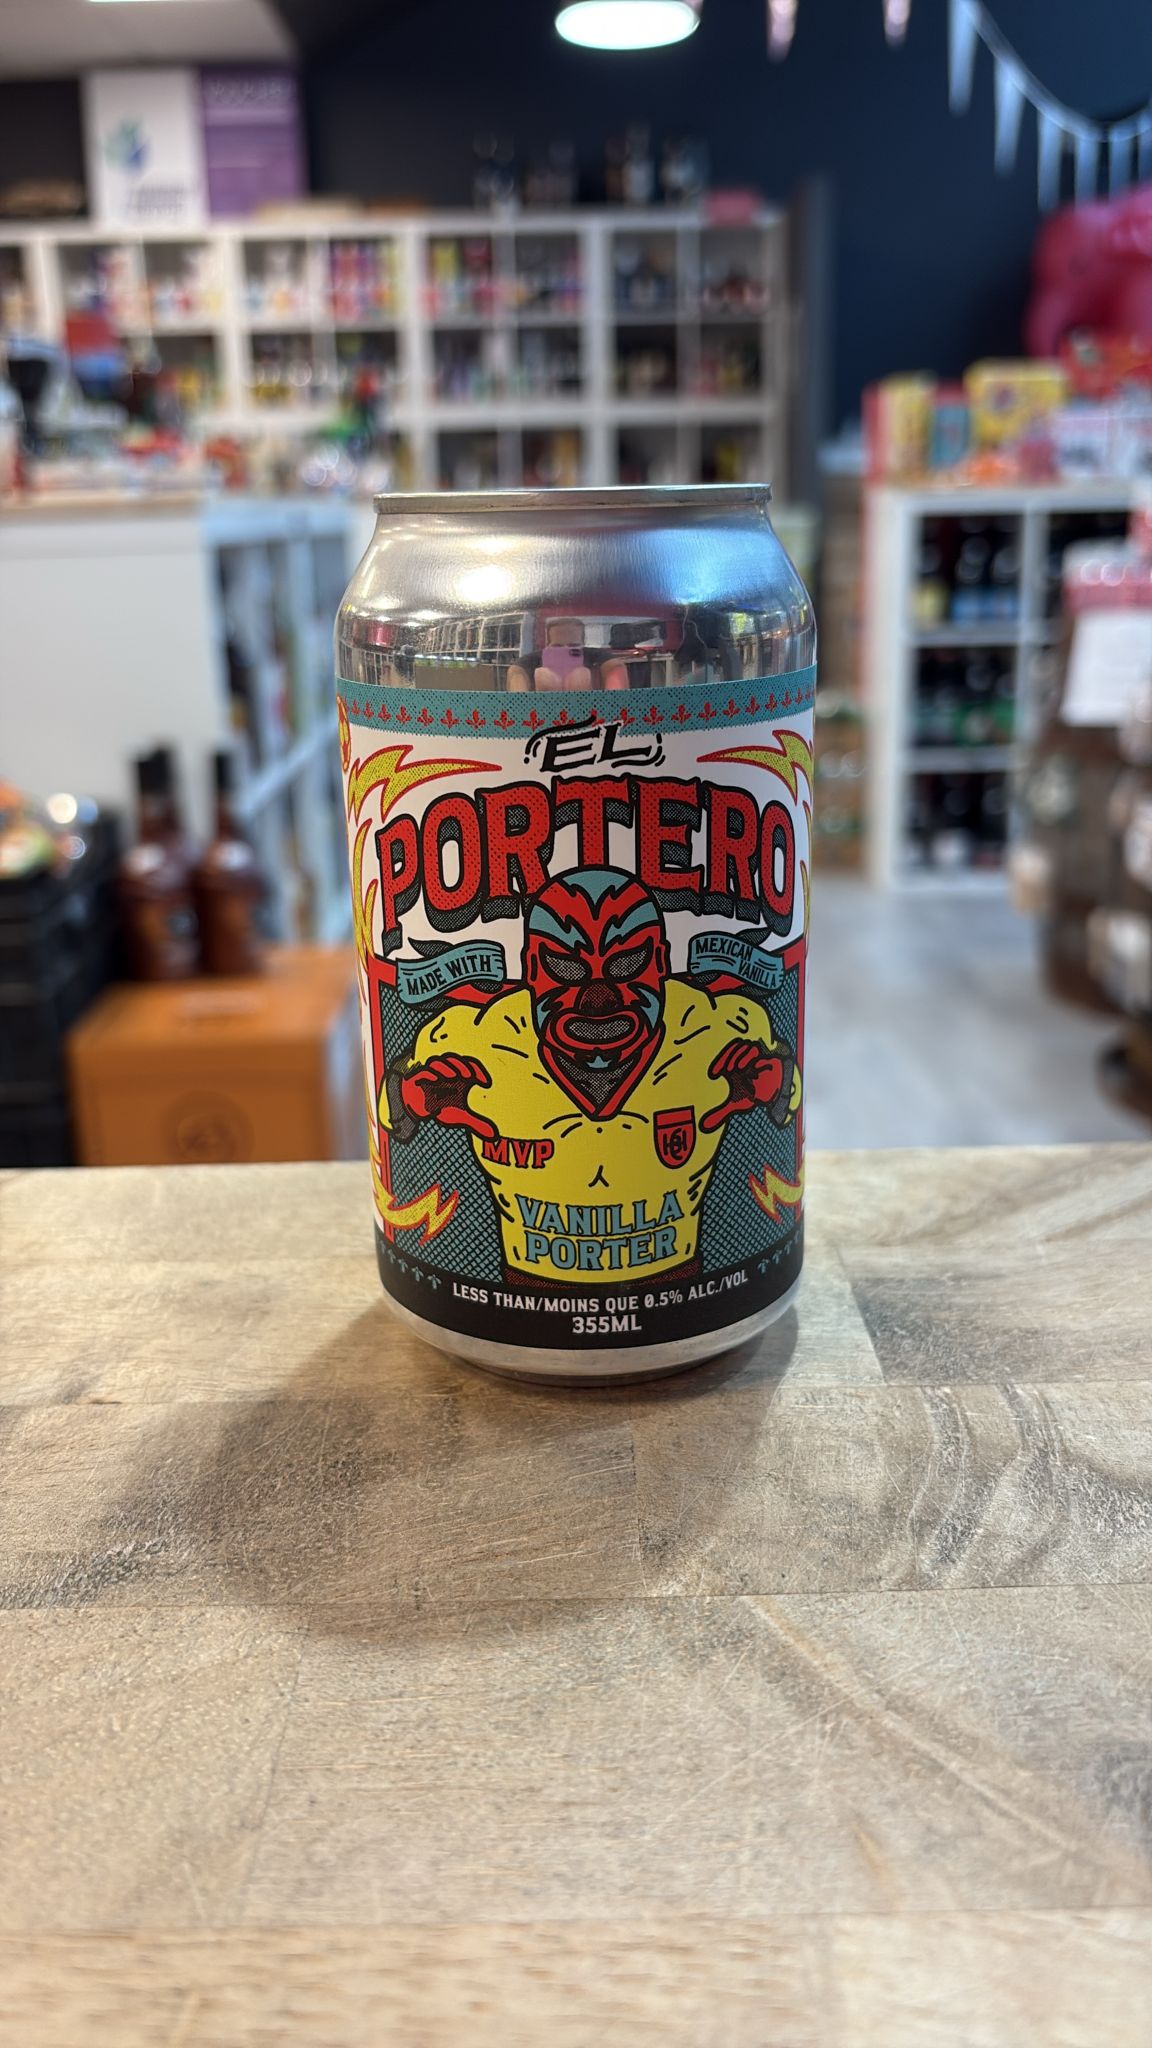 EL
PORTERO
MADE WITH
MEXICAN
VANILLA
MVP
VANILLA
PORTER
LESS THAN/MOINS QUE 0.5% ALC./VOL
355ML